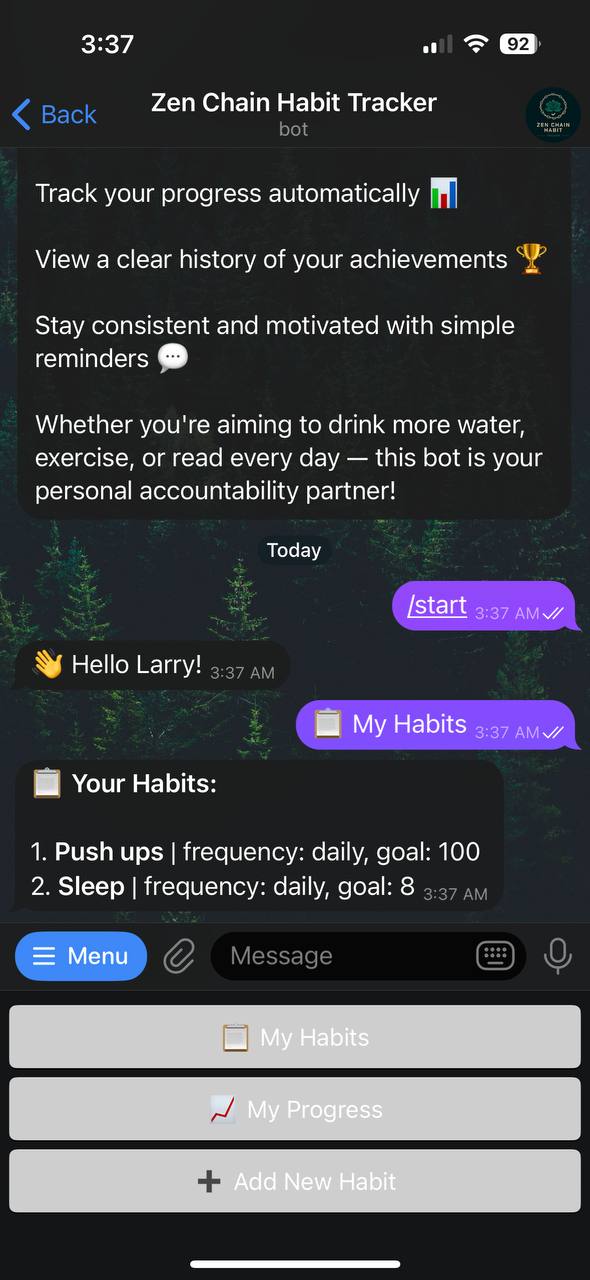 3:37
92
Back
Zen Chain Habit Tracker
bot
ZEN CHAIN
HABIT
Track your progress automatically 📊
View a clear history of your achievements 🏆
Stay consistent and motivated with simple
reminders 💬
Whether you're aiming to drink more water,
exercise, or read every day — this bot is your
personal accountability partner!
Today
/start 3:37 AM
👋 Hello Larry! 3:37 AM
📋 My Habits 3:37 AM
📋 Your Habits:
1. Push ups | frequency: daily, goal: 100
2. Sleep | frequency: daily, goal: 8 3:37 AM
Menu
Message
📋 My Habits
📈 My Progress
➕ Add New Habit